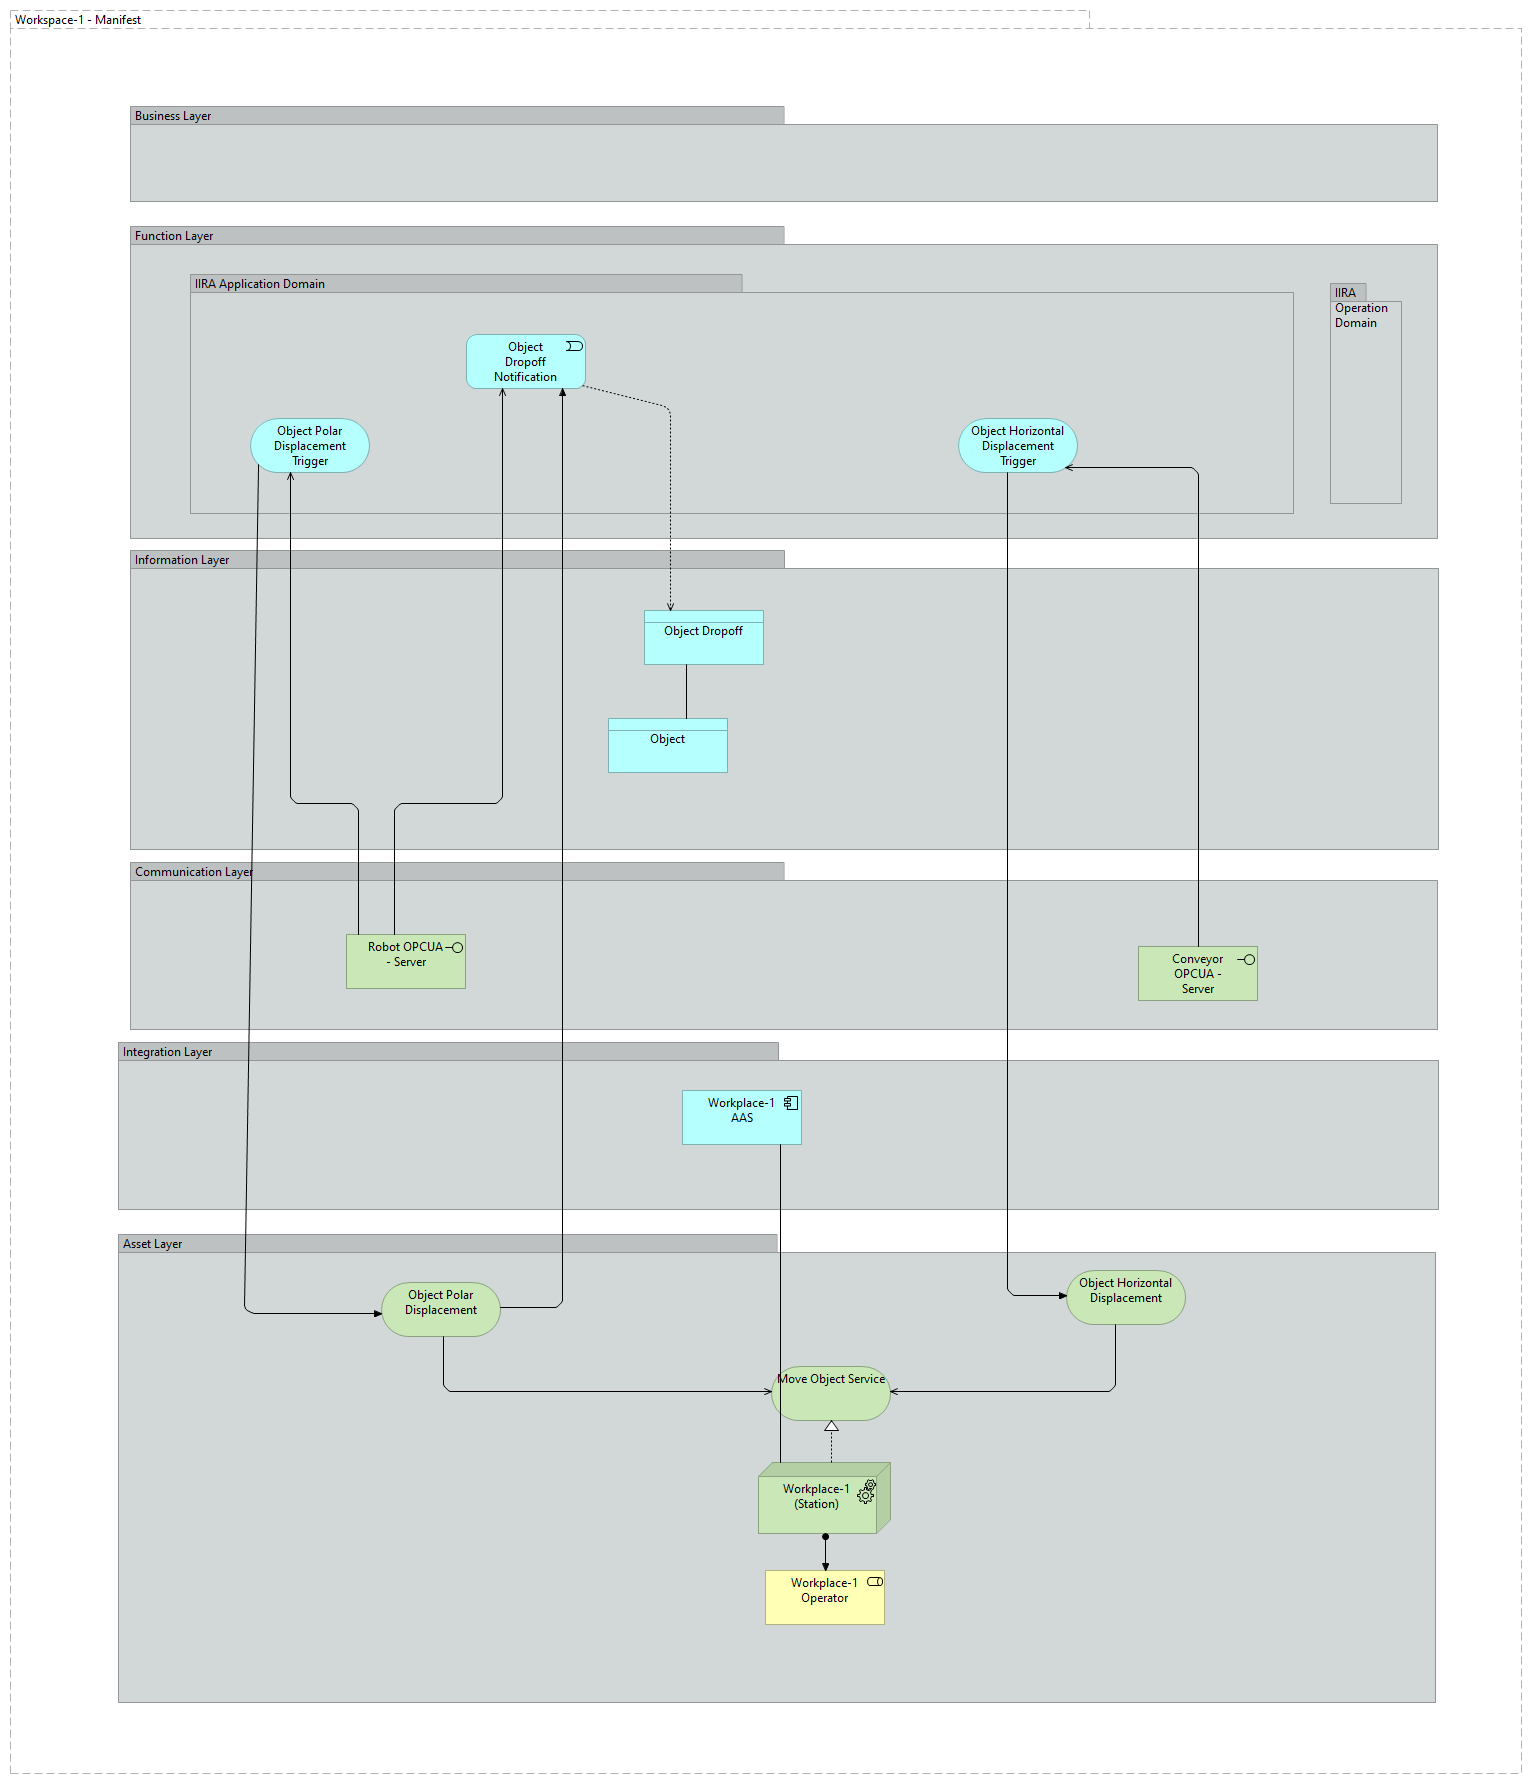 Workspace-1 - Manifest
Business Layer
Function Layer
IIRA Application Domain
IIRA
Operation
Domain
Object
Dropoff
Notification
Object Polar
Displacement
Trigger
Object Horizontal
Displacement
Trigger
Information Layer
Object Dropoff
Object
Communication Layer
Robot OPCUA
- Server
Conveyor
OPCUA -
Server
Integration Layer
Workplace-1
AAS
Asset Layer
Object Polar
Displacement
Object Horizontal
Displacement
Move Object Service
Workplace-1
(Station)
Workplace-1
Operator